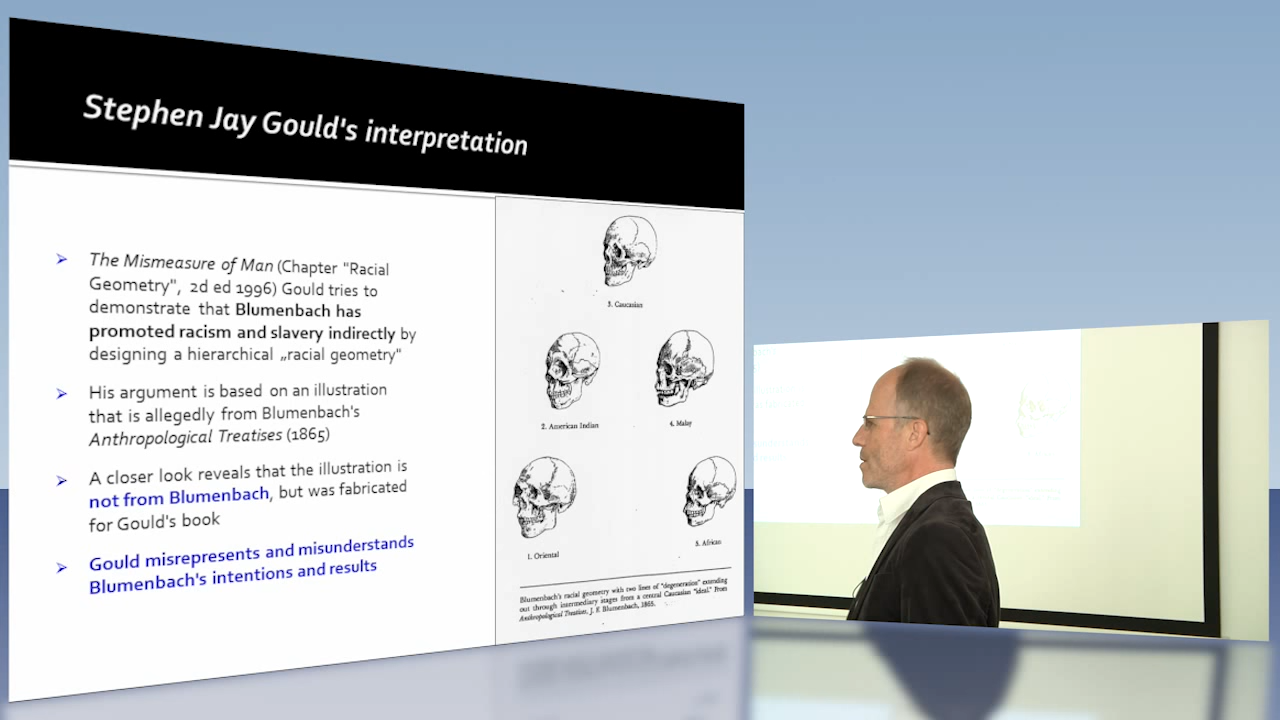 Stephen Jay Gould's interpretation
The Mismeasure of Man (Chapter "Racial
Geometry", 2d ed 1996) Gould tries to
demonstrate that Blumenbach has
promoted racism and slavery indirectly by
designing a hierarchical „racial geometry"
His argument is based on an illustration
that is allegedly from Blumenbach's
Anthropological Treatises (1865)
A closer look reveals that the illustration is
not from Blumenbach, but was fabricated
for Gould's book
Gould misrepresents and misunderstands
Blumenbach's intentions and results
3. Caucasian
2. American Indian
4. Malay
1. Oriental
5. African
Blumenbach's racial geometry with two lines of "degeneration" extending
out through intermediary stages from a central Caucasian "ideal." From
Anthropological Treatises, J. F. Blumenbach, 1865.